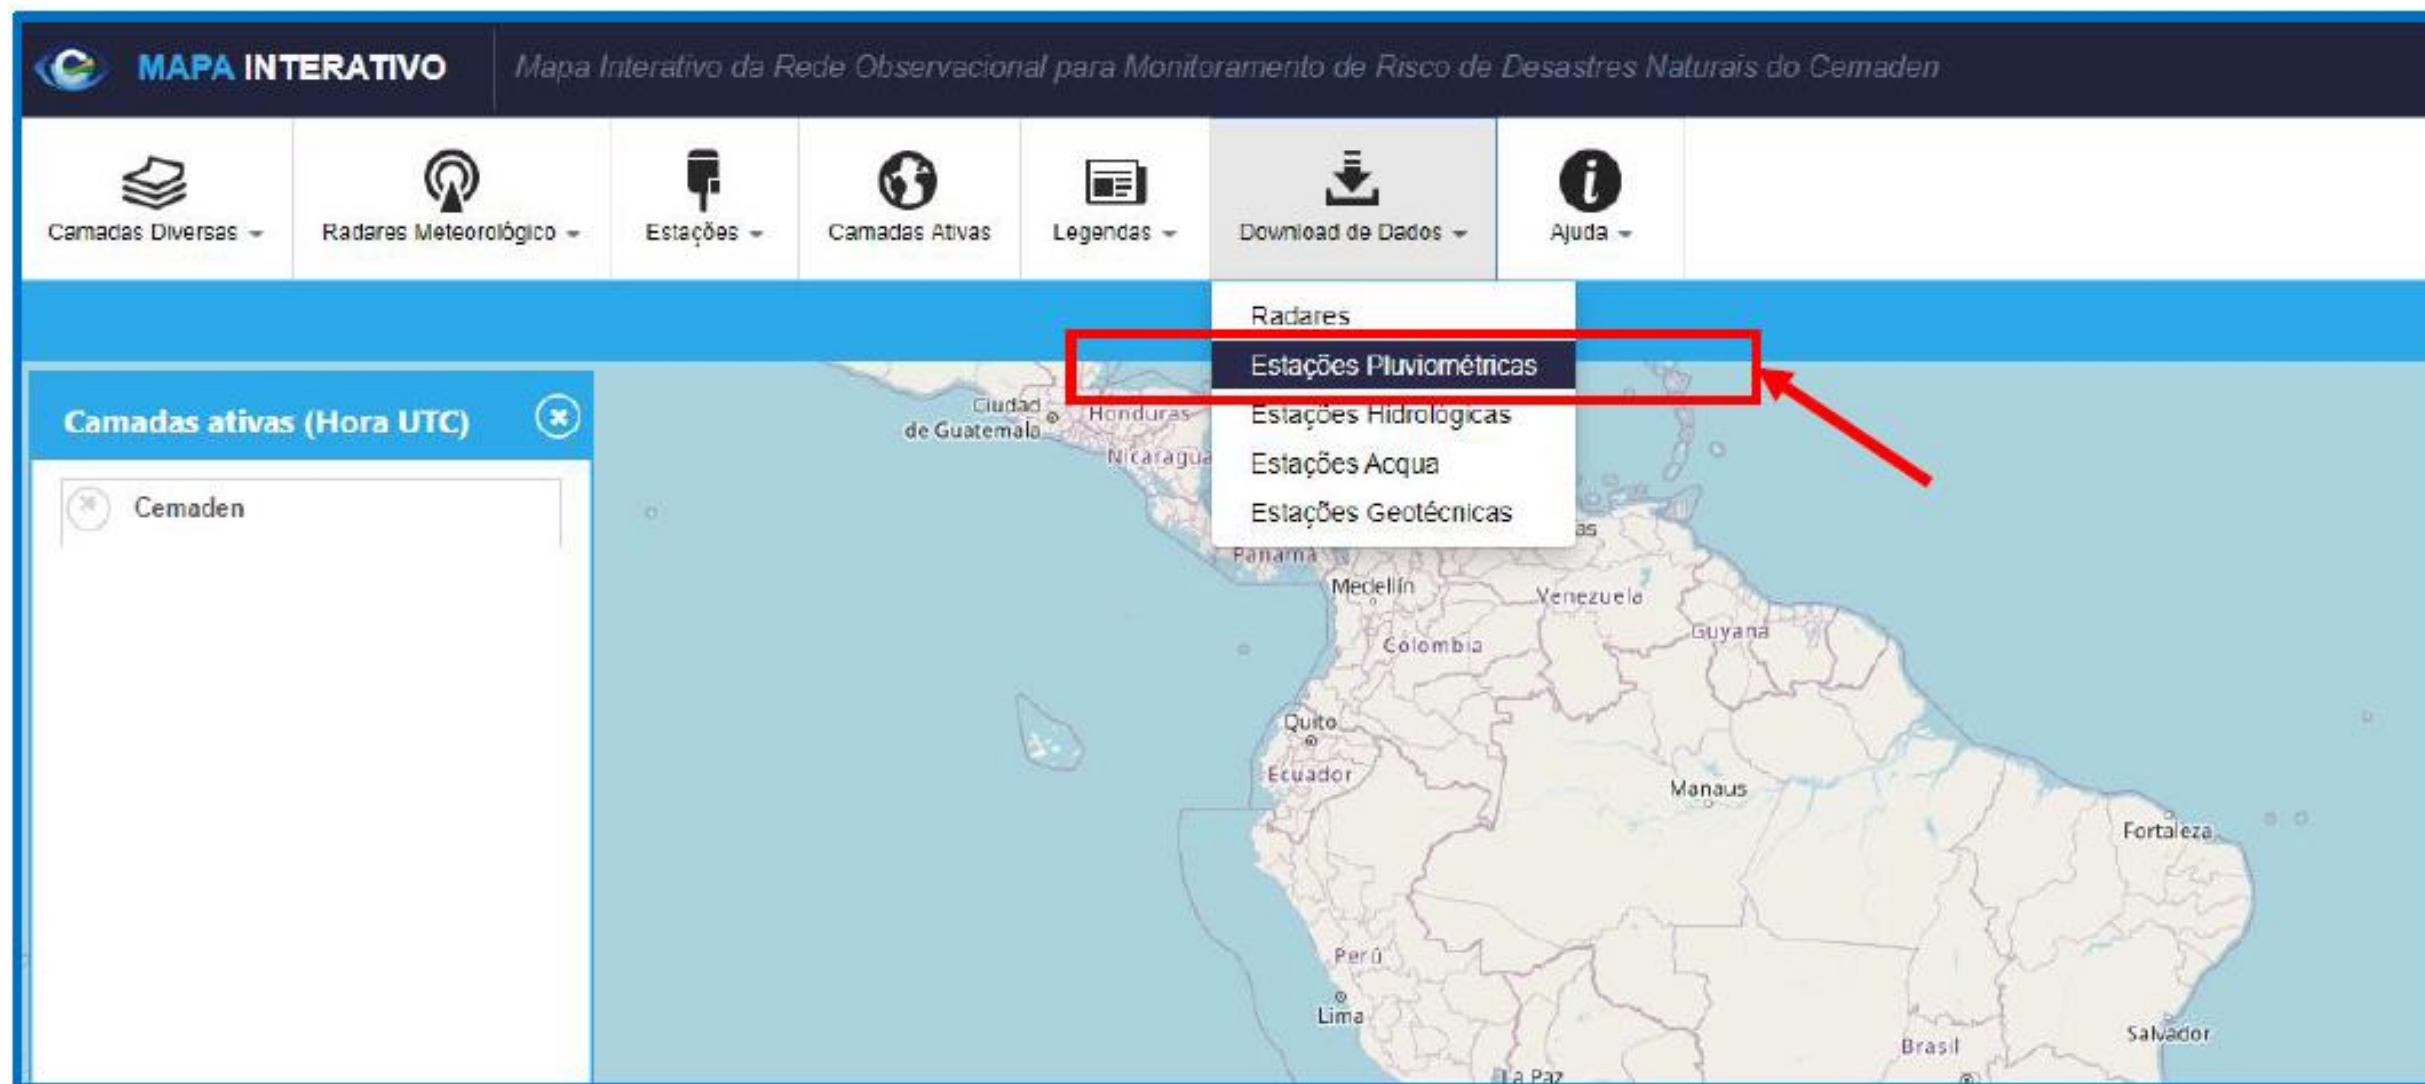 MAPA INTERATIVO
Mapa Interativo da Rede Observacional para Monitoramento de Risco de Desastres Naturais do Cemaden
Camadas Diversas
Radares Meteorológico
Estações
Camadas Ativas
Legendas
Download de Dados
Ajuda
Radares
Estações Pluviométricas
Estações Hidrológicas
Estações Acqua
Estações Geotécnicas
Camadas ativas (Hora UTC)
Cemaden
Ciudad
de Guatemala
Honduras
Nicaragua
as
Panamá
Medellín
Venezuela
Guyana
Colombia
Quito
Ecuador
Manaus
Fortaleza
Perú
Lima
Salvador
Brasil
La Paz